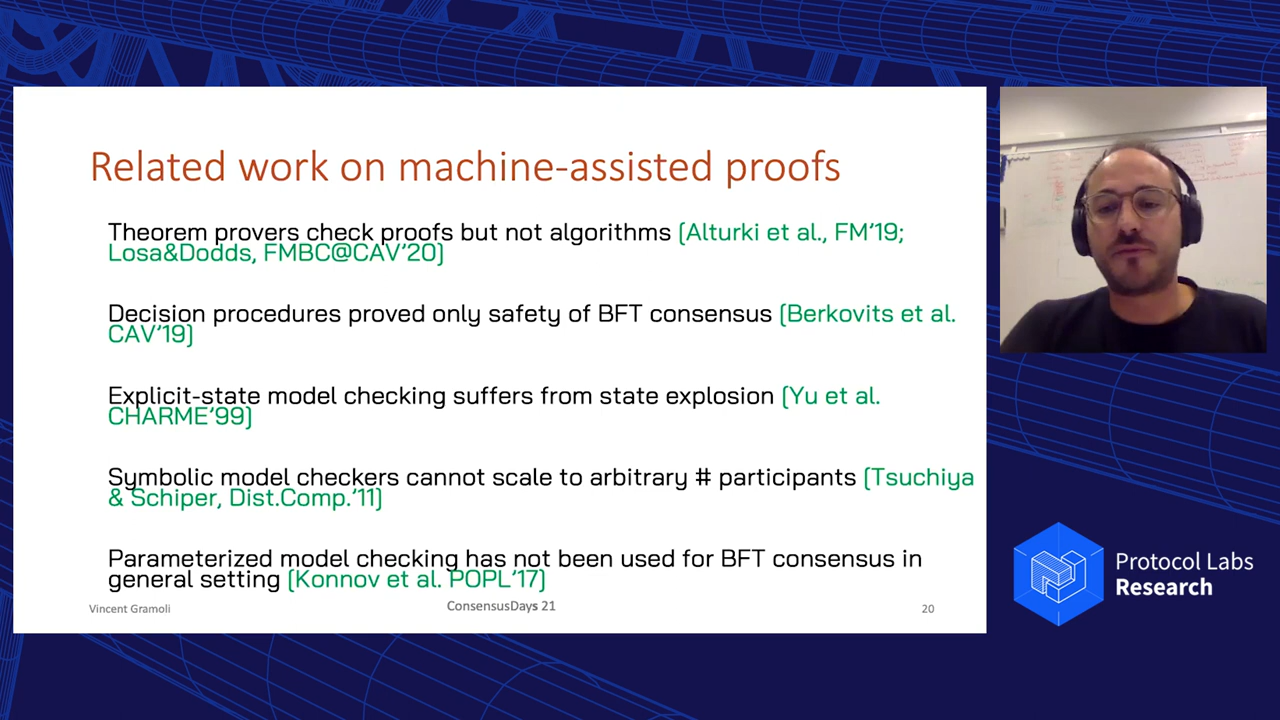 Related work on machine-assisted proofs
Theorem provers check proofs but not algorithms (Alturki et al., FM’19;
Losa&Dodds, FMBC@CAV’20)
Decision procedures proved only safety of BFT consensus (Berkovits et al.
CAV’19)
Explicit-state model checking suffers from state explosion (Yu et al.
CHARME’99)
Symbolic model checkers cannot scale to arbitrary # participants (Tsuchiya
& Schiper, Dist.Comp.’11)
Parameterized model checking has not been used for BFT consensus in
general setting (Konnov et al. POPL’17)
Vincent Gramoli
ConsensusDays 21
20
Protocol Labs
Research